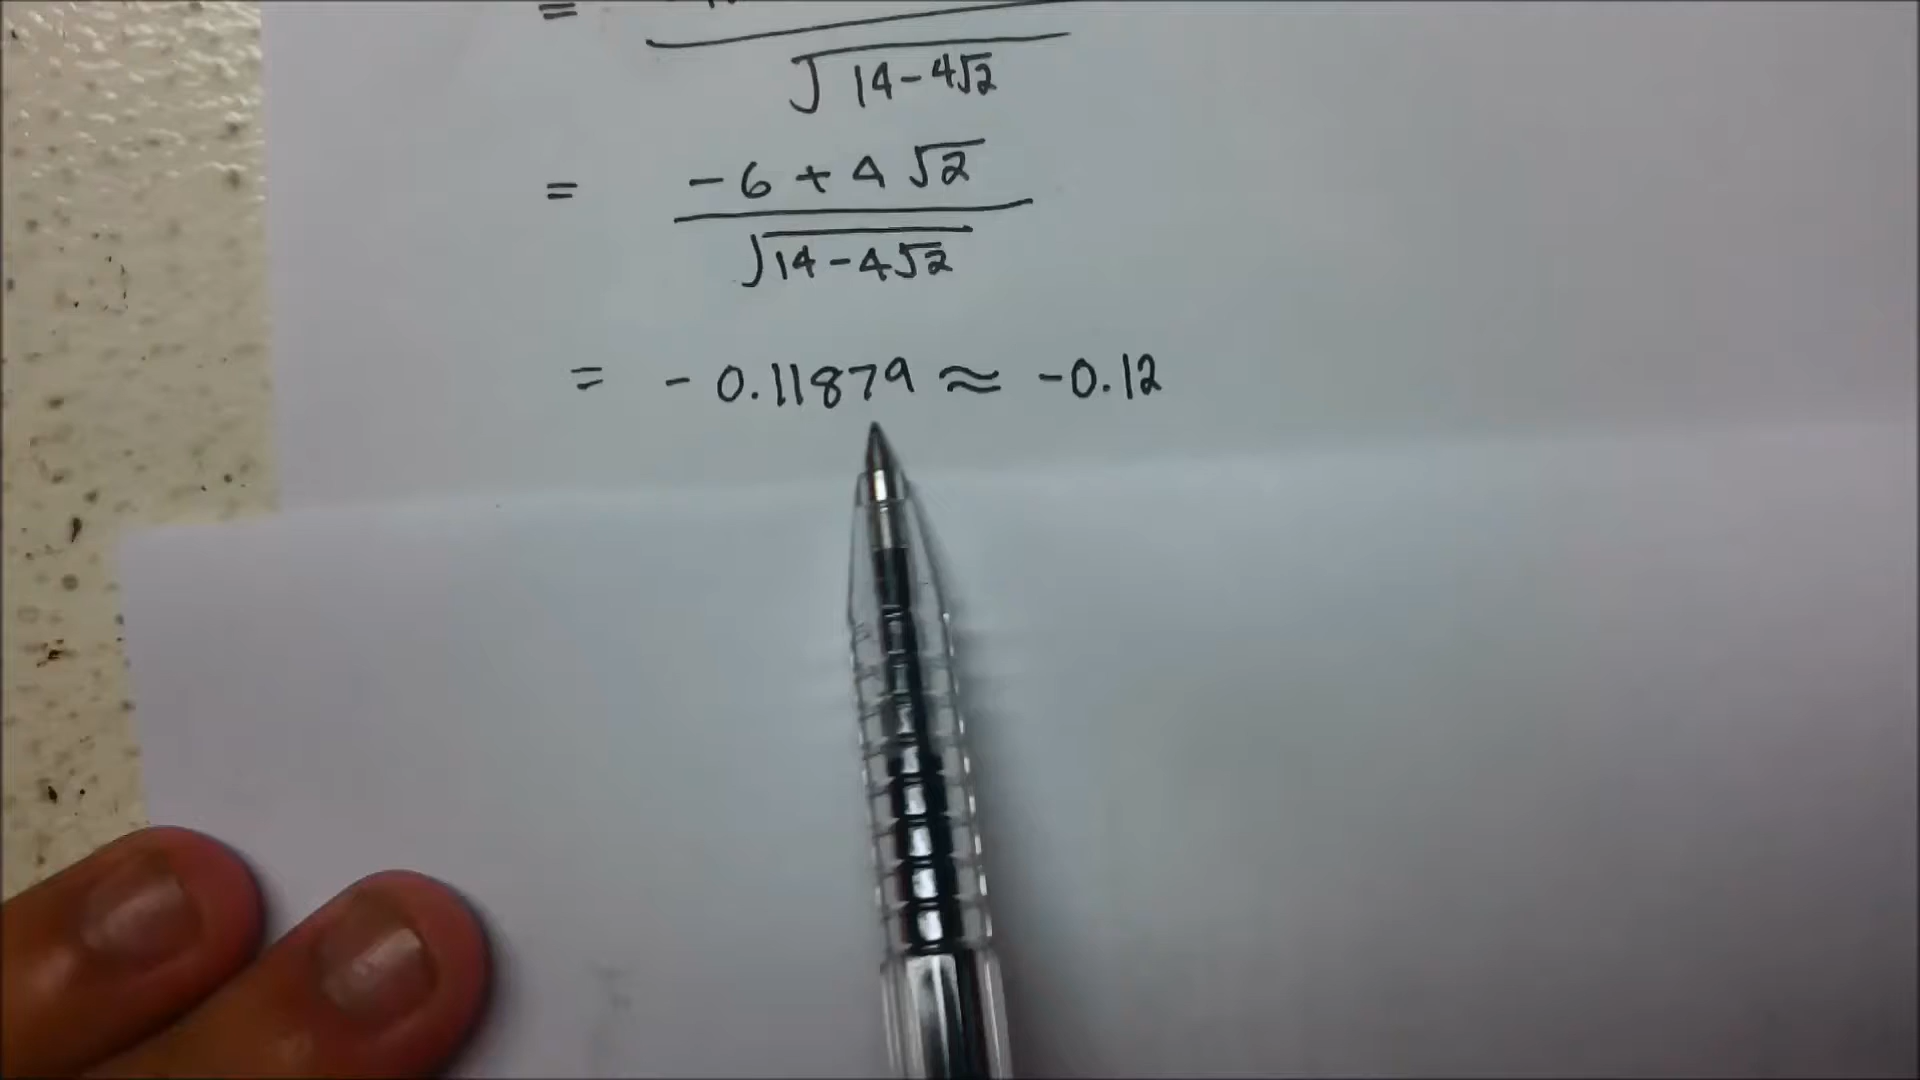 =
√14-4√2
= -6+4√2
√14-4√2
= -0.11879 ≈ -0.12